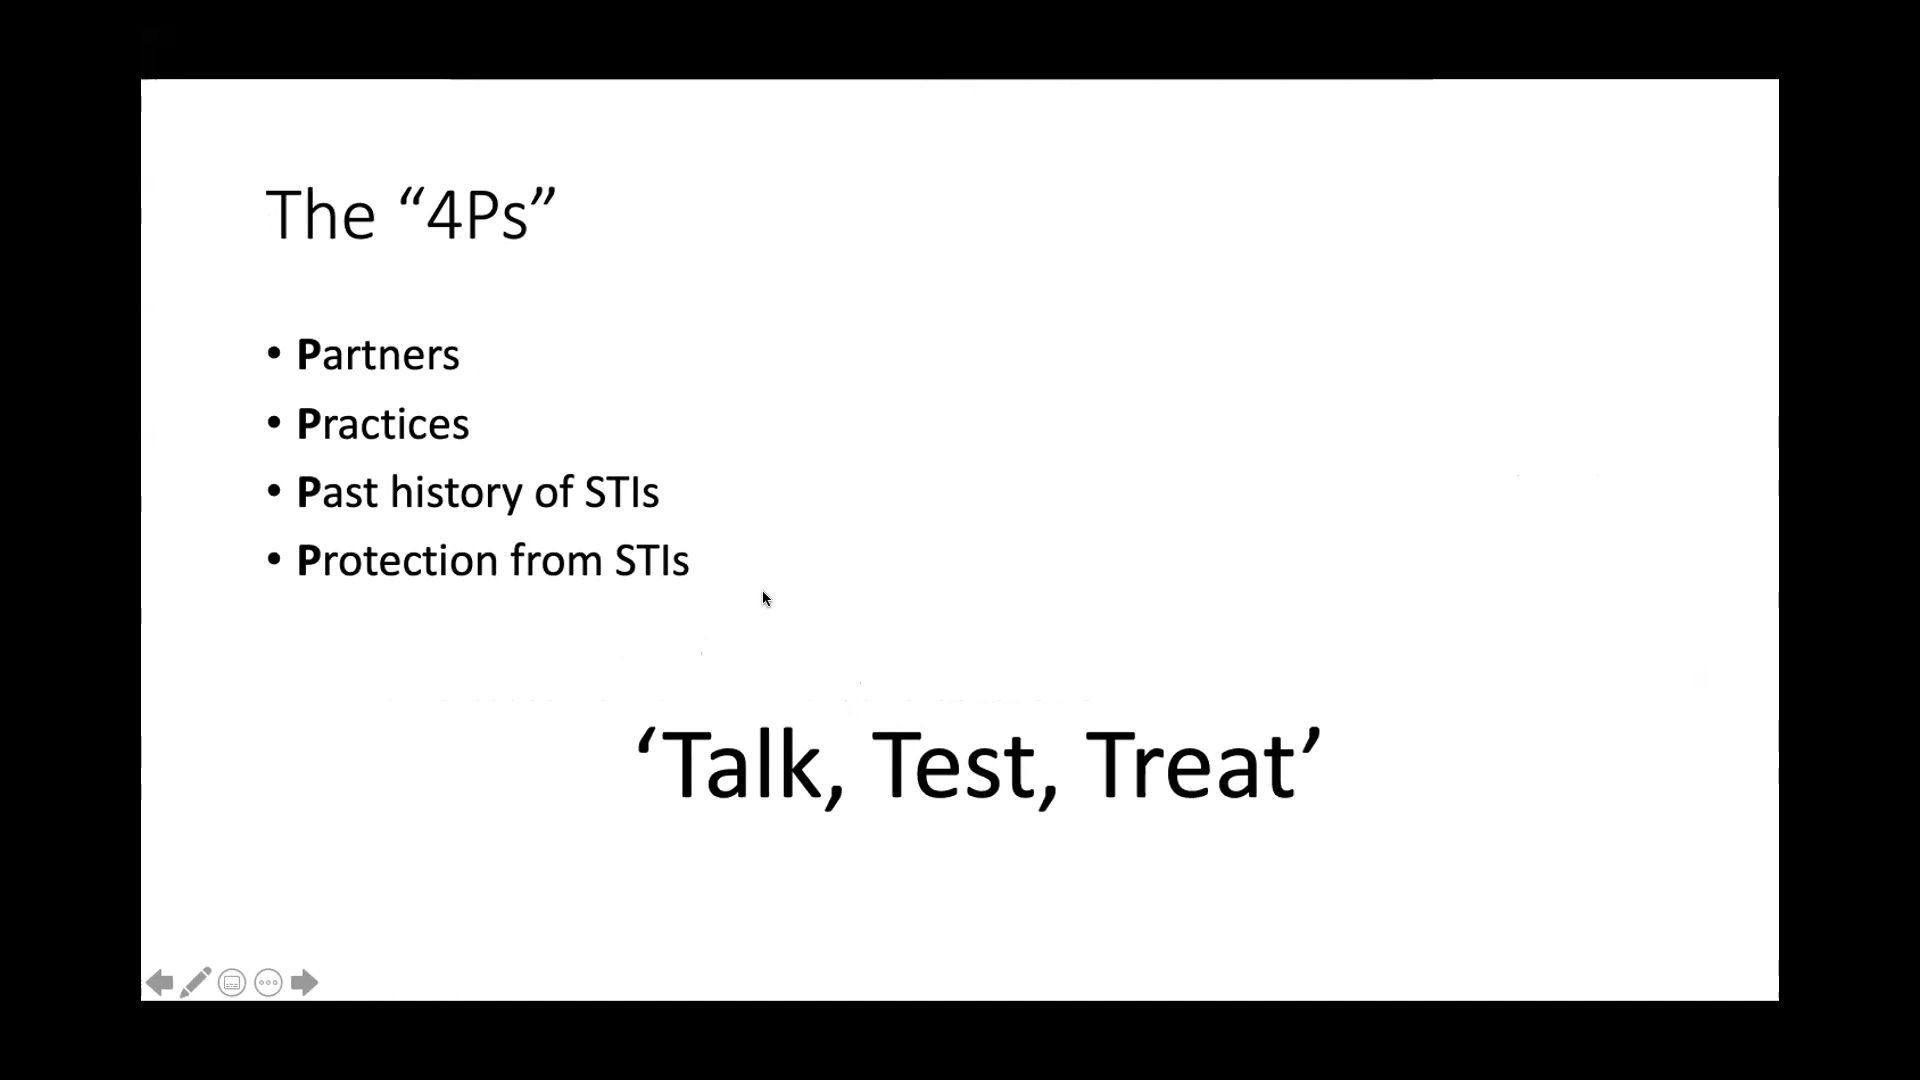 The “4Ps”
• Partners
• Practices
• Past history of STIs
• Protection from STIs
‘Talk, Test, Treat’